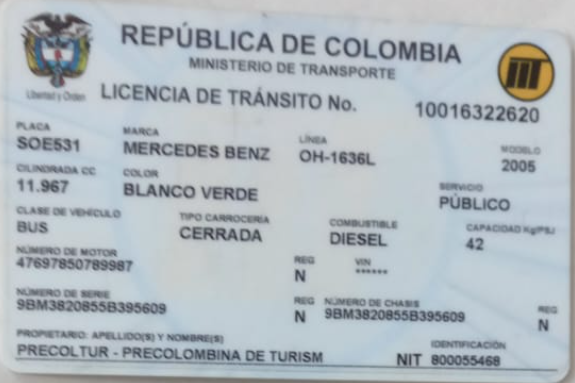 REPÚBLICA DE COLOMBIA
MINISTERIO DE TRANSPORTE
Libertad y Orden
LICENCIA DE TRÁNSITO No. 10016322620
PLACA MARCA LÍNEA MODELO
SOE531 MERCEDES BENZ OH-1636L 2005
CILINDRADA CC COLOR SERVICIO
11.967 BLANCO VERDE PÚBLICO
CLASE DE VEHÍCULO TIPO CARROCERIA COMBUSTIBLE CAPACIDAD Kg/PSJ
BUS CERRADA DIESEL 42
NÚMERO DE MOTOR REG VIN
47697850789987 N ******
NÚMERO DE SERIE REG NÚMERO DE CHASIS REG
9BM3820855B395609 N 9BM3820855B395609 N
PROPIETARIO: APELLIDO(S) Y NOMBRE(S) IDENTIFICACIÓN
PRECOLTUR - PRECOLOMBINA DE TURISM NIT 800055468